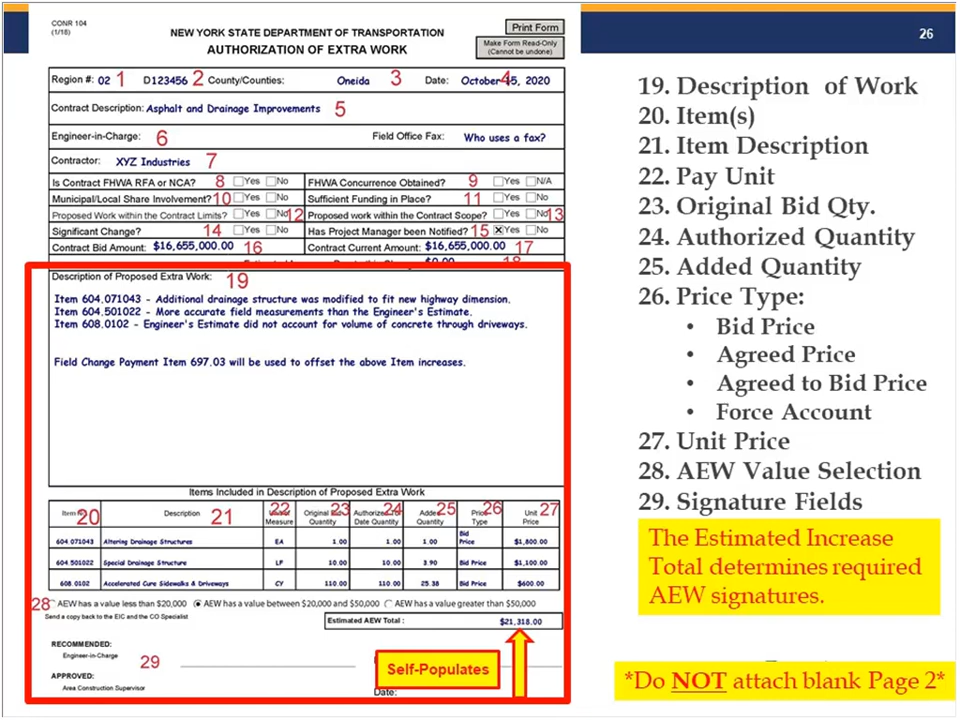 26
CONR 104
(1/18)
NEW YORK STATE DEPARTMENT OF TRANSPORTATION
AUTHORIZATION OF EXTRA WORK
Print Form
Make Form Read-Only
(Cannot be undone)
Region #: 02 1 D123456 2 County/Counties: Oneida 3 Date: October 15, 2020 4
Contract Description: Asphalt and Drainage Improvements 5
Engineer-in-Charge: 6 Field Office Fax: Who uses a fax?
Contractor: XYZ Industries 7
Is Contract FHWA RFA or NCA? 8 Yes No FHWA Concurrence Obtained? 9 Yes N/A
Municipal/Local Share Involvement? 10 Yes No Sufficient Funding in Place? 11 Yes No
Proposed Work within the Contract Limits? Yes No 12 Proposed work within the Contract Scope? Yes No 13
Significant Change? 14 Yes No Has Project Manager been Notified? 15 Yes No
Contract Bid Amount: $16,655,000.00 16 Contract Current Amount: $16,655,000.00 17
18
Description of Proposed Extra Work: 19
Item 604.071043 - Additional drainage structure was modified to fit new highway dimension.
Item 604.501022 - More accurate field measurements than the Engineer's Estimate.
Item 608.0102 - Engineer's Estimate did not account for volume of concrete through driveways.
Field Change Payment Item 697.03 will be used to offset the above Item increases.
Items Included in Description of Proposed Extra Work
20 Description 21 22 Measure Original Quantity 23 Date Quantity 24 Quantity 25 Type 26 Unit Price 27
604.071043 Altering Drainage Structures EA 1.00 1.00 1.00 Bid Price $1,800.00
604.501022 Special Drainage Structure LF 10.00 10.00 3.90 Bid Price $1,100.00
608.0102 Accelerated Cure Sidewalks & Driveways CY 110.00 110.00 25.38 Bid Price $600.00
28 AEW has a value less than $20,000 AEW has a value between $20,000 and $50,000 AEW has a value greater than $50,000
Send a copy back to the EIC and the CO Specialist
Estimated AEW Total : $21,318.00
RECOMMENDED:
Engineer-in-Charge
29
APPROVED:
Area Construction Supervisor
Self-Populates
Date:
19. Description of Work
20. Item(s)
21. Item Description
22. Pay Unit
23. Original Bid Qty.
24. Authorized Quantity
25. Added Quantity
26. Price Type:
• Bid Price
• Agreed Price
• Agreed to Bid Price
• Force Account
27. Unit Price
28. AEW Value Selection
29. Signature Fields
The Estimated Increase
Total determines required
AEW signatures.
*Do NOT attach blank Page 2*